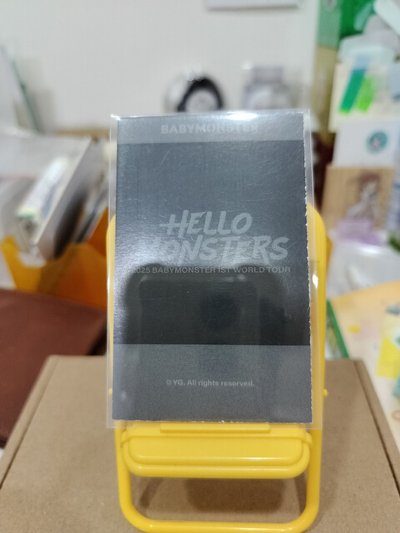 BABYMONSTER
HELLO
MONSTERS
2025 BABYMONSTER 1ST WORLD TOUR
© YG. All rights reserved.